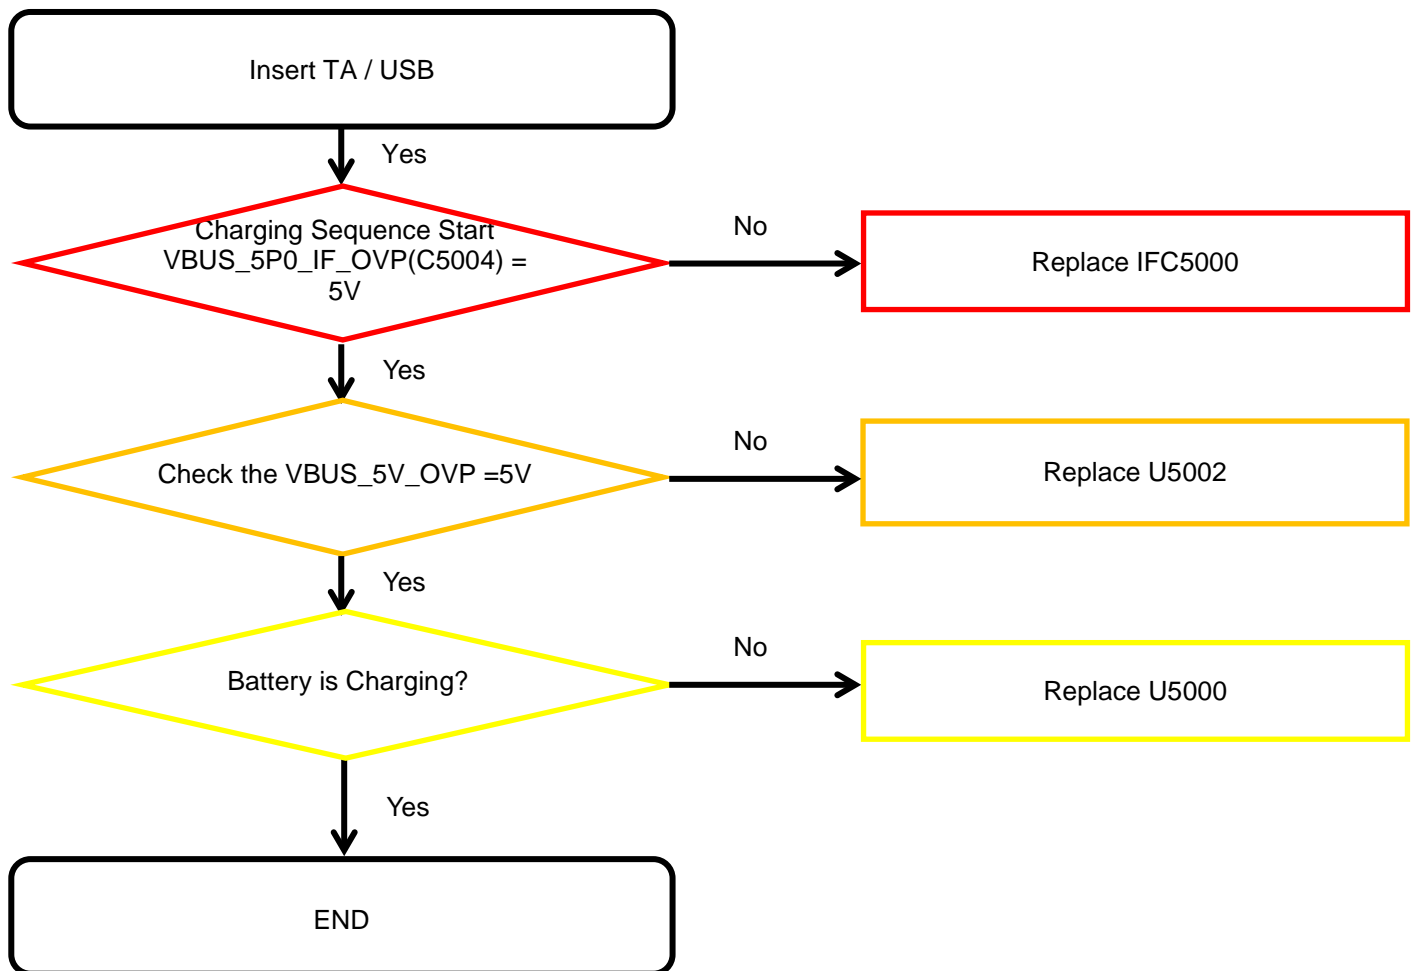 Insert TA / USB
Yes
Charging Sequence Start
VBUS_5P0_IF_OVP(C5004) =
5V
No
Replace IFC5000
Yes
Check the VBUS_5V_OVP =5V
No
Replace U5002
Yes
Battery is Charging?
No
Replace U5000
Yes
END